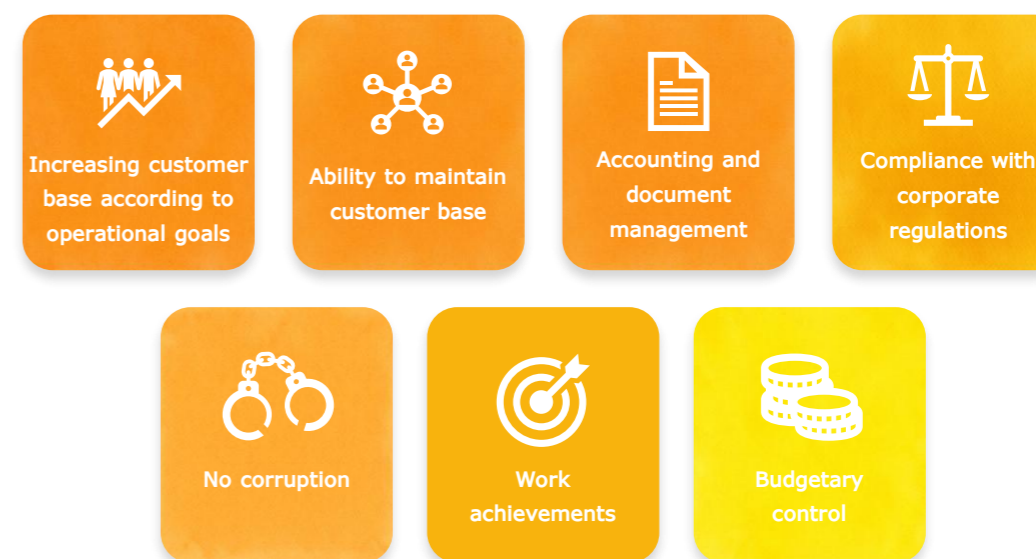 Increasing customer
base according to
operational goals
Ability to maintain
customer base
Accounting and
document
management
Compliance with
corporate
regulations
No corruption
Work
achievements
Budgetary
control